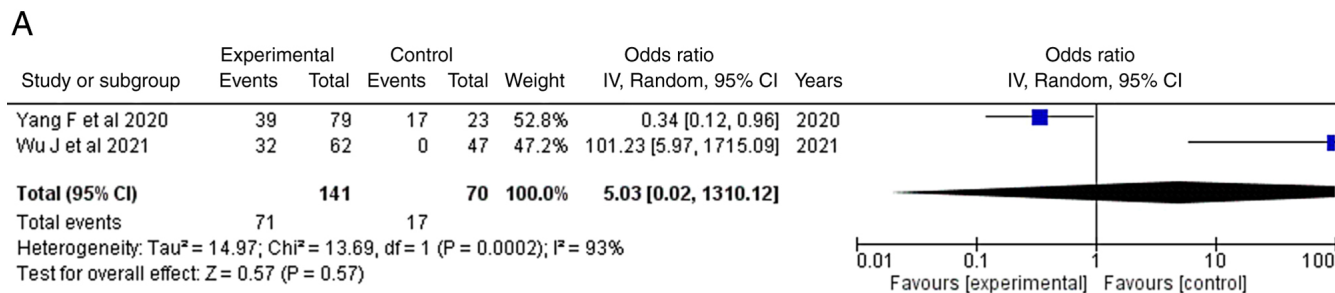 A
Experimental Control Odds ratio Odds ratio
Study or subgroup Events Total Events Total Weight IV, Random, 95% CI Years IV, Random, 95% CI
Yang F et al 2020 39 79 17 23 52.8% 0.34 [0.12, 0.96] 2020
Wu J et al 2021 32 62 0 47 47.2% 101.23 [5.97, 1715.09] 2021
Total (95% CI) 141 70 100.0% 5.03 [0.02, 1310.12]
Total events 71 17
Heterogeneity: Tau² = 14.97; Chi² = 13.69, df = 1 (P = 0.0002); I² = 93%
Test for overall effect: Z = 0.57 (P = 0.57)
0.01 0.1 1 10 100
Favours [experimental] Favours [control]